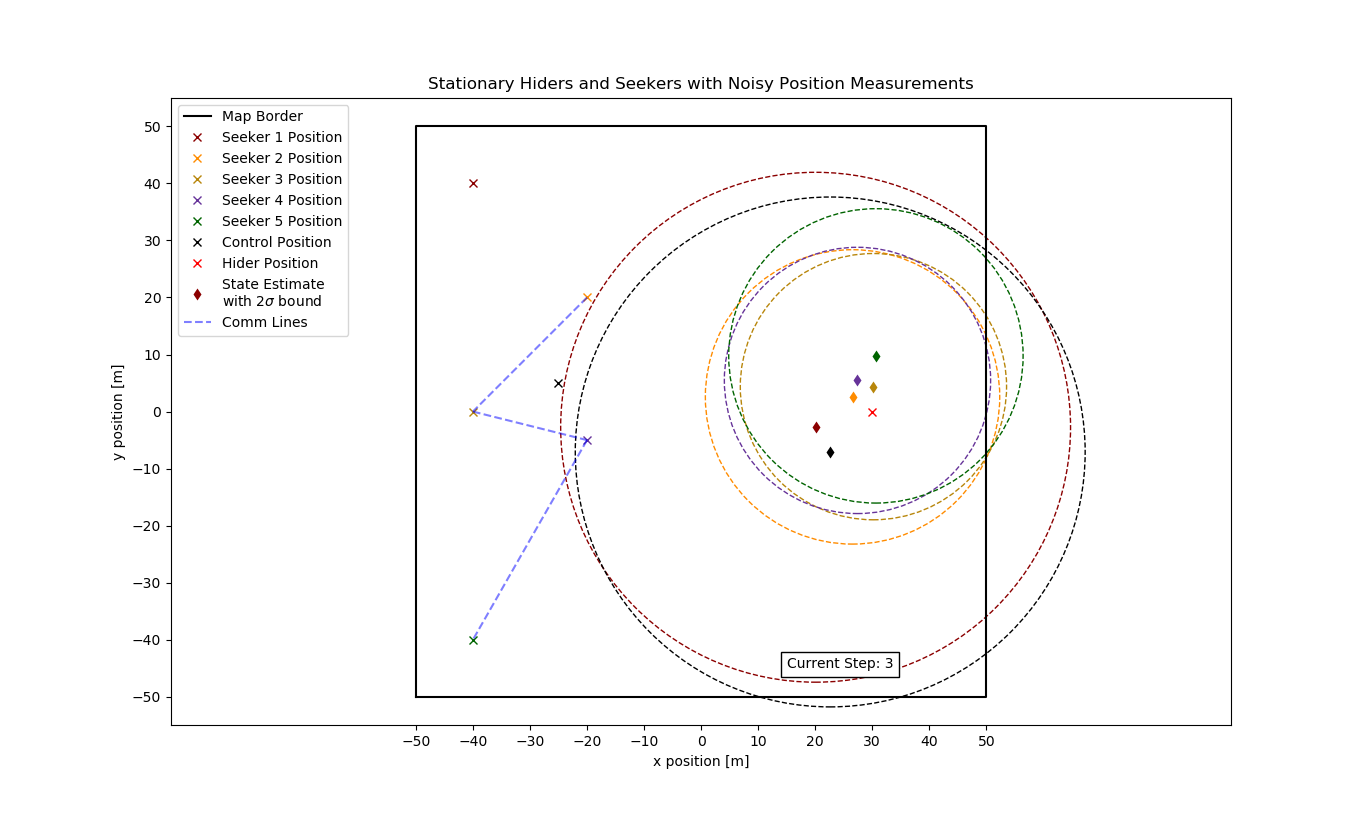 Stationary Hiders and Seekers with Noisy Position Measurements
Map Border
Seeker 1 Position
Seeker 2 Position
Seeker 3 Position
Seeker 4 Position
Seeker 5 Position
Control Position
Hider Position
State Estimate
with 2σ bound
Comm Lines
y position [m]
50
40
30
20
10
0
−10
−20
−30
−40
−50
Current Step: 3
−50 −40 −30 −20 −10 0 10 20 30 40 50
x position [m]